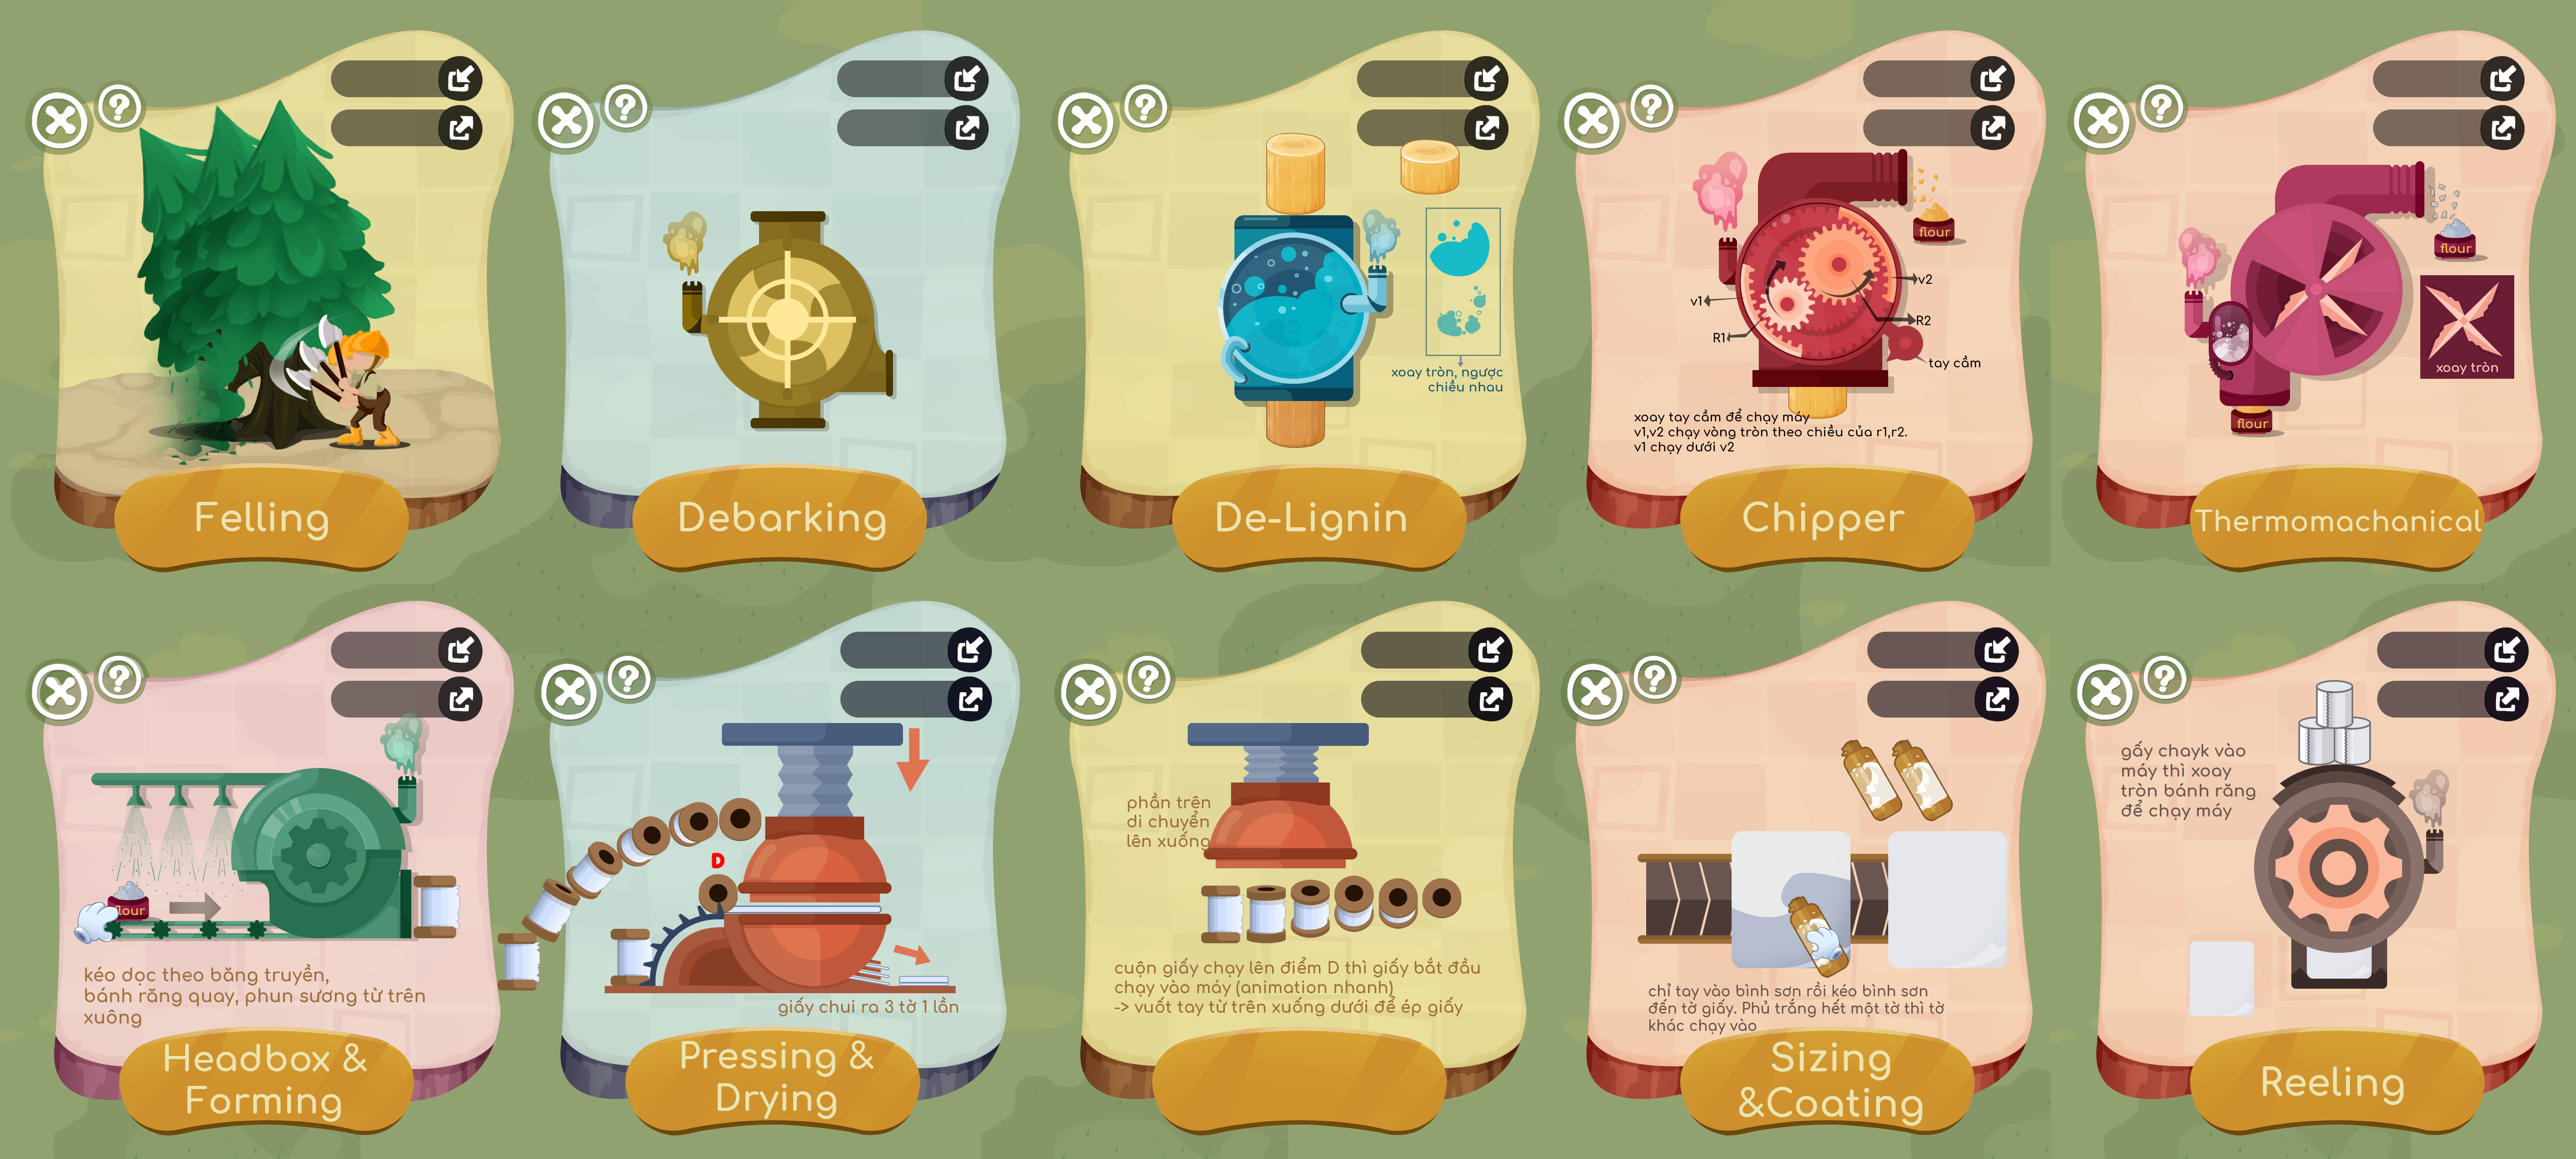 Felling
Debarking
xoay tròn, ngược
chiều nhau
De-Lignin
flour
v1
v2
R1
R2
tay cầm
xoay tay cầm để chạy máy
v1,v2 chạy vòng tròn theo chiều của r1,r2.
v1 chạy dưới v2
Chipper
flour
xoay tròn
flour
Thermomachanical
flour
kéo dọc theo băng truyền,
bánh răng quay, phun sương từ trên
xuông
Headbox &
Forming
D
giấy chui ra 3 tờ 1 lần
Pressing &
Drying
phần trên
di chuyển
lên xuống
cuộn giấy chạy lên điểm D thì giấy bắt đầu
chạy vào máy (animation nhanh)
-> vuốt tay từ trên xuống dưới để ép giấy
chỉ tay vào bình sơn rồi kéo bình sơn
đến tờ giấy. Phủ trắng hết một tờ thì tờ
khác chạy vào
Sizing
&Coating
gấy chayk vào
máy thì xoay
tròn bánh răng
để chạy máy
Reeling